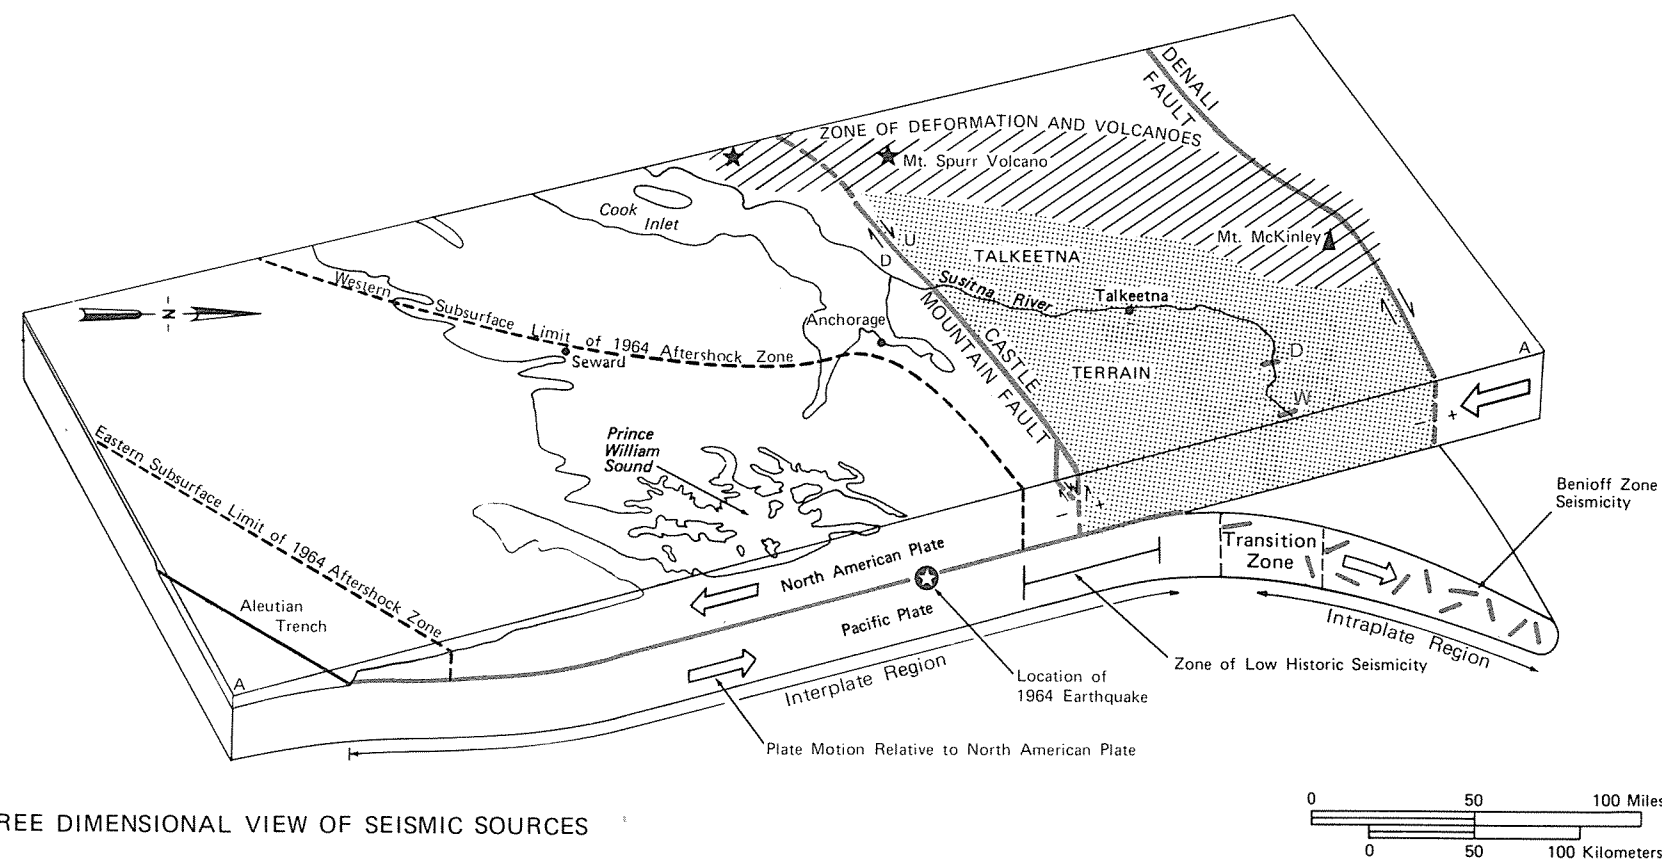 DENALI
FAULT
ZONE OF DEFORMATION AND VOLCANOES
Mt. Spurr Volcano
Cook
Inlet
Mt. McKinley
U
D
TALKEETNA
Susitna River
Talkeetna
Western Subsurface Limit of 1964 Aftershock Zone
N
Anchorage
CASTLE
MOUNTAIN FAULT
Seward
TERRAIN
D
W
A
+
−
Prince
William
Sound
Eastern Subsurface Limit of 1964 Aftershock Zone
+
−
Benioff Zone
Seismicity
North American Plate
Transition
Zone
Aleutian
Trench
Pacific Plate
Intraplate Region
Interplate Region
Zone of Low Historic Seismicity
Location of
1964 Earthquake
A
Plate Motion Relative to North American Plate
REE DIMENSIONAL VIEW OF SEISMIC SOURCES
0 50 100 Miles
0 50 100 Kilometers